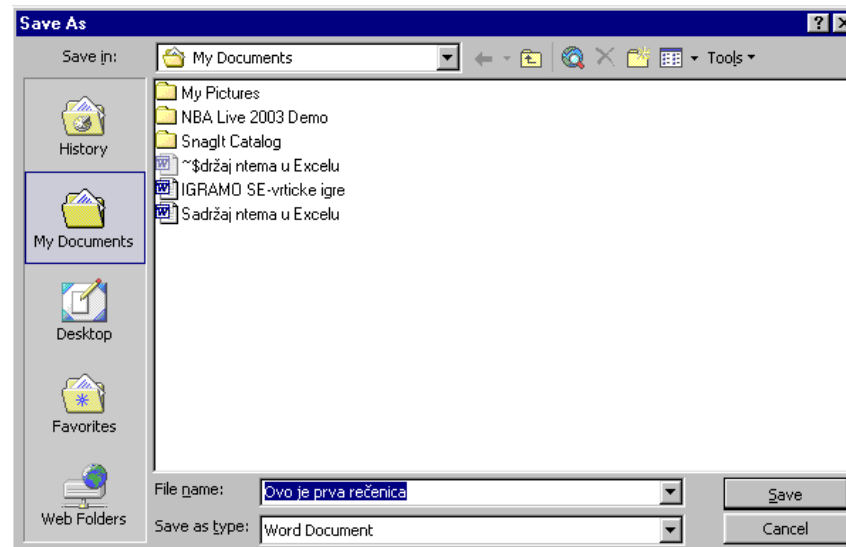 Save As
Save in:
My Documents
Tools
History
My Documents
Desktop
Favorites
Web Folders
My Pictures
NBA Live 2003 Demo
SnagIt Catalog
~$držaj ntema u Excelu
IGRAMO SE-vrticke igre
Sadržaj ntema u Excelu
File name:
Ovo je prva rečenica
Save
Save as type:
Word Document
Cancel